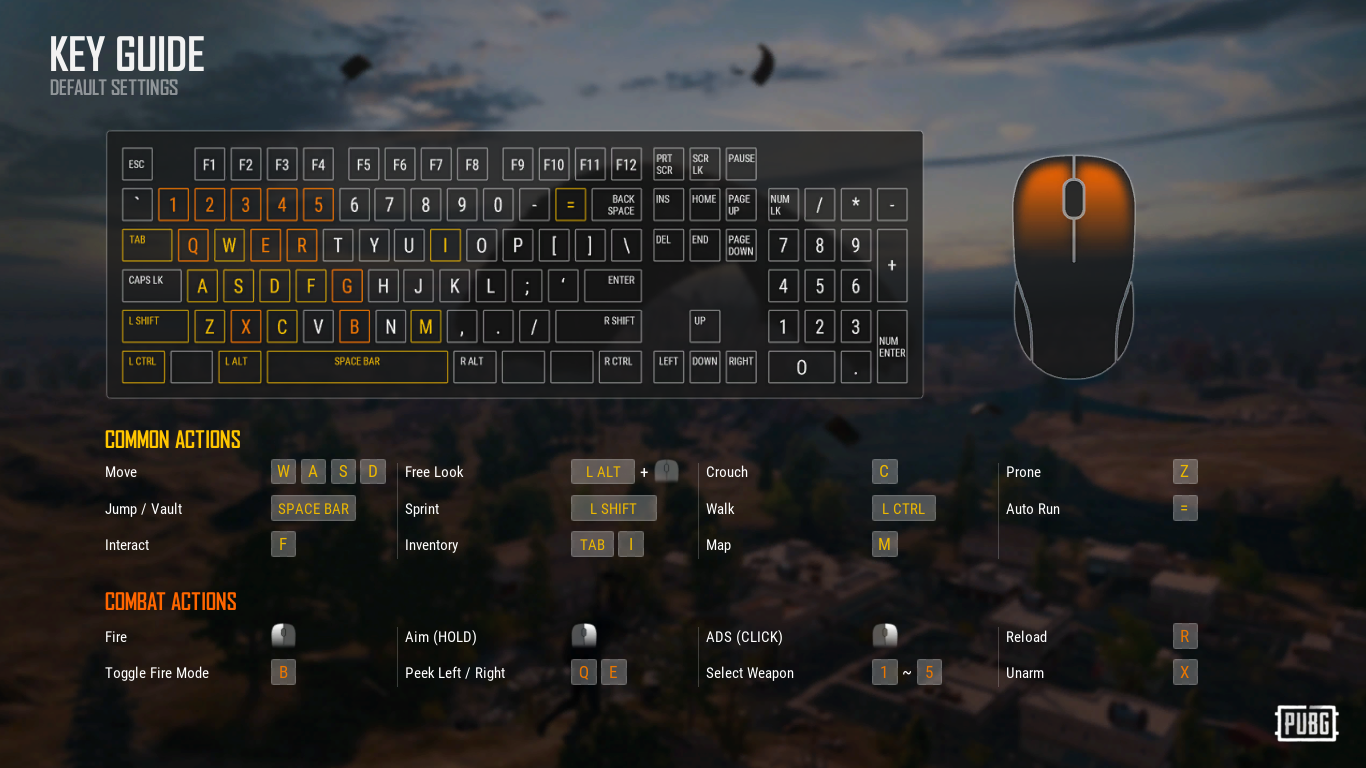 KEY GUIDE
DEFAULT SETTINGS
ESC F1 F2 F3 F4 F5 F6 F7 F8 F9 F10 F11 F12 PRT SCR SCR LK PAUSE
` 1 2 3 4 5 6 7 8 9 0 - = BACK SPACE INS HOME PAGE UP NUM LK / * -
TAB Q W E R T Y U I O P [ ] \ DEL END PAGE DOWN 7 8 9 +
CAPS LK A S D F G H J K L ; ‘ ENTER 4 5 6
L SHIFT Z X C V B N M , . / R SHIFT UP 1 2 3 NUM ENTER
L CTRL L ALT SPACE BAR R ALT R CTRL LEFT DOWN RIGHT 0 .
COMMON ACTIONS
Move W A S D Free Look L ALT + Crouch C Prone Z
Jump / Vault SPACE BAR Sprint L SHIFT Walk L CTRL Auto Run =
Interact F Inventory TAB I Map M
COMBAT ACTIONS
Fire Aim (HOLD) ADS (CLICK) Reload R
Toggle Fire Mode B Peek Left / Right Q E Select Weapon 1 ~ 5 Unarm X
PUBG